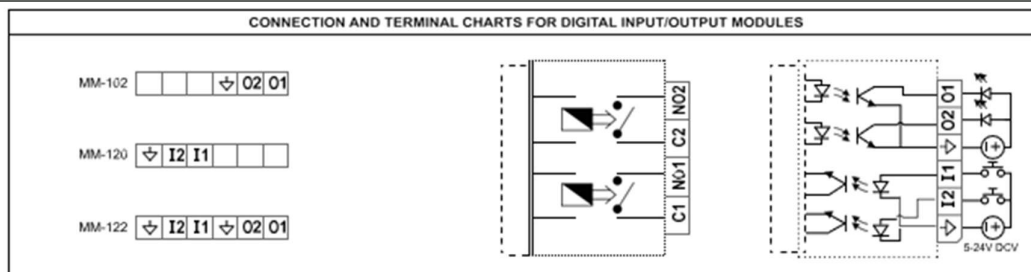 CONNECTION AND TERMINAL CHARTS FOR DIGITAL INPUT/OUTPUT MODULES
MM-102 O2 O1
MM-120 I2 I1
MM-122 I2 I1 O2 O1
NO2
C2
NO1
C1
O1
O2
I1
I2
5-24V DCV